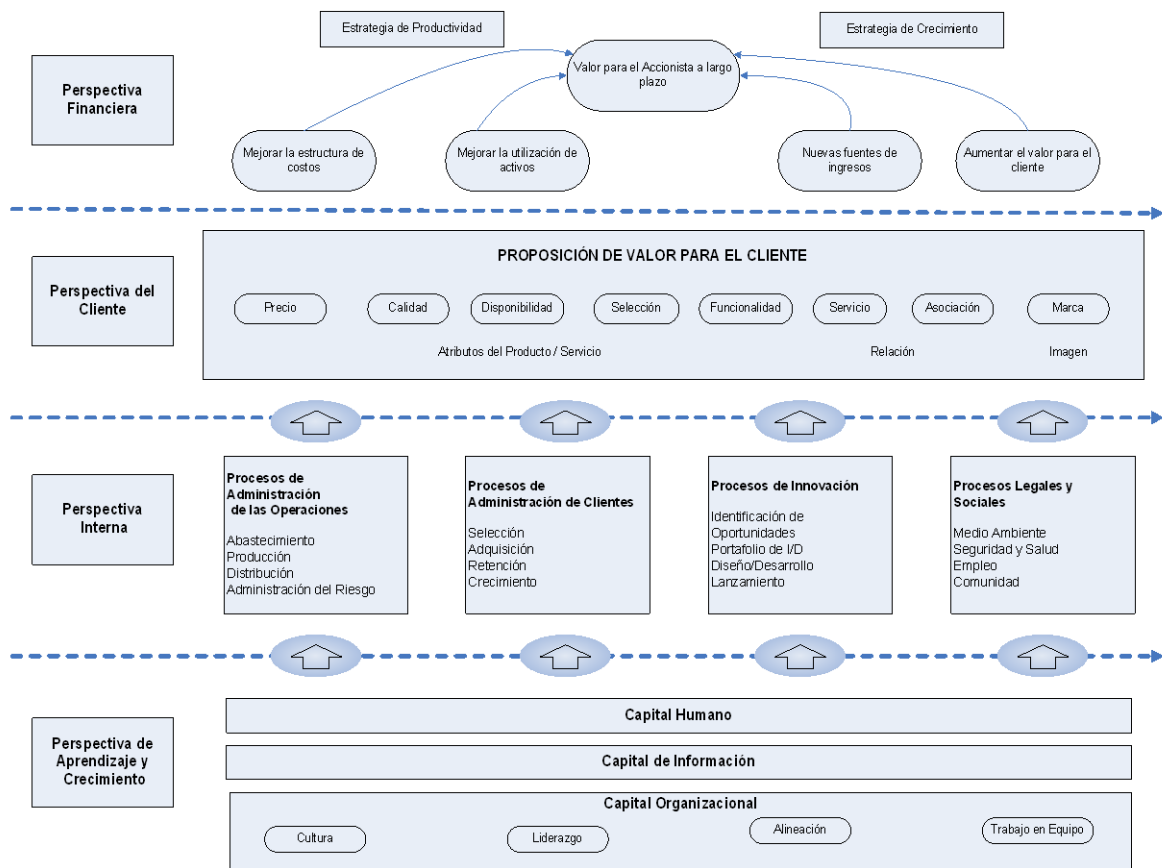 Estrategia de Productividad
Estrategia de Crecimiento
Perspectiva
Financiera
Valor para el Accionista a largo
plazo
Mejorar la estructura de
costos
Mejorar la utilización de
activos
Nuevas fuentes de
ingresos
Aumentar el valor para el
cliente
Perspectiva del
Cliente
PROPOSICIÓN DE VALOR PARA EL CLIENTE
Precio
Calidad
Disponibilidad
Selección
Funcionalidad
Servicio
Asociación
Marca
Atributos del Producto / Servicio
Relación
Imagen
Perspectiva
Interna
Procesos de
Administración
de las Operaciones
Abastecimiento
Producción
Distribución
Administración del Riesgo
Procesos de
Administración de Clientes
Selección
Adquisición
Retención
Crecimiento
Procesos de Innovación
Identificación de
Oportunidades
Portafolio de I/D
Diseño/Desarrollo
Lanzamiento
Procesos Legales y
Sociales
Medio Ambiente
Seguridad y Salud
Empleo
Comunidad
Perspectiva de
Aprendizaje y
Crecimiento
Capital Humano
Capital de Información
Capital Organizacional
Cultura
Liderazgo
Alineación
Trabajo en Equipo